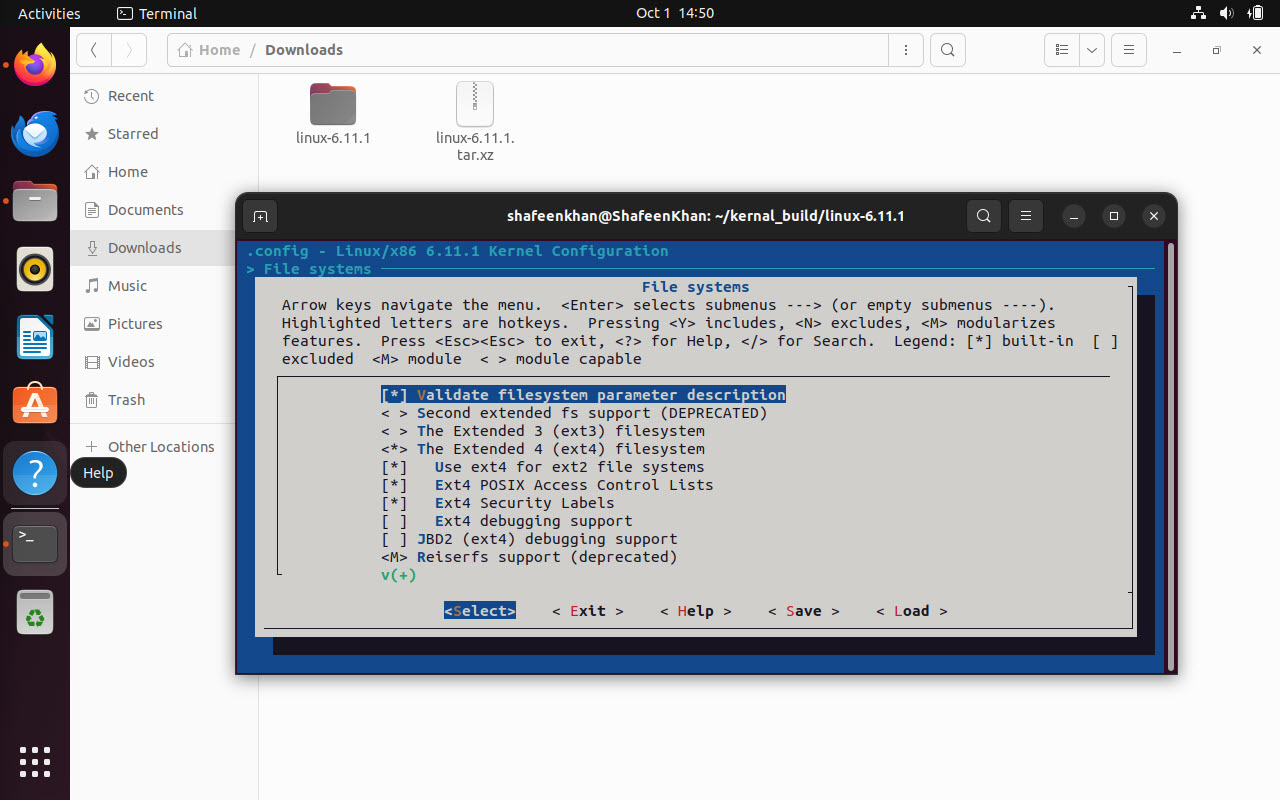 Activities
Terminal
Oct 1 14:50
Home / Downloads
Recent
Starred
Home
Documents
Downloads
Music
Pictures
Videos
Trash
Other Locations
Help
linux-6.11.1
linux-6.11.1.
tar.xz
shafeenkhan@ShafeenKhan: ~/kernal_build/linux-6.11.1
.config - Linux/x86 6.11.1 Kernel Configuration
> File systems
File systems
Arrow keys navigate the menu.  <Enter> selects submenus ---> (or empty submenus ----).
Highlighted letters are hotkeys.  Pressing <Y> includes, <N> excludes, <M> modularizes
features.  Press <Esc><Esc> to exit, <?> for Help, </> for Search.  Legend: [*] built-in  [ ]
excluded  <M> module  < > module capable
[*] Validate filesystem parameter description
< > Second extended fs support (DEPRECATED)
< > The Extended 3 (ext3) filesystem
<*> The Extended 4 (ext4) filesystem
[*]   Use ext4 for ext2 file systems
[*]   Ext4 POSIX Access Control Lists
[*]   Ext4 Security Labels
[ ]   Ext4 debugging support
[ ] JBD2 (ext4) debugging support
<M> Reiserfs support (deprecated)
v(+)
<Select>    < Exit >    < Help >    < Save >    < Load >